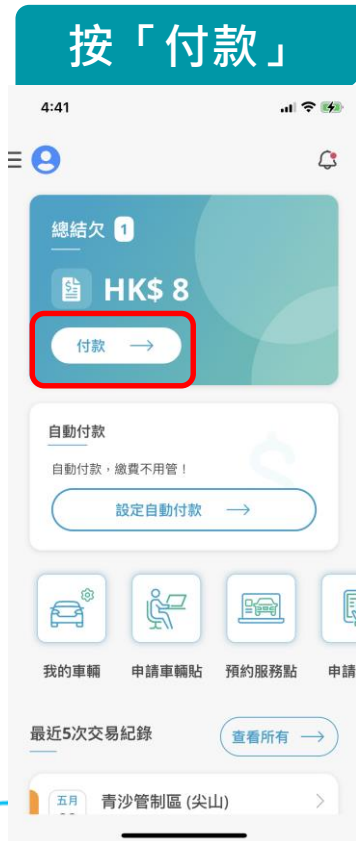 按「付款」
4:41
總結欠 1
HK$ 8
付款
自動付款
自動付款，繳費不用管！
設定自動付款
我的車輛 申請車輛貼 預約服務點 申請
最近5次交易紀錄 查看所有
五月 青沙管制區 (尖山)